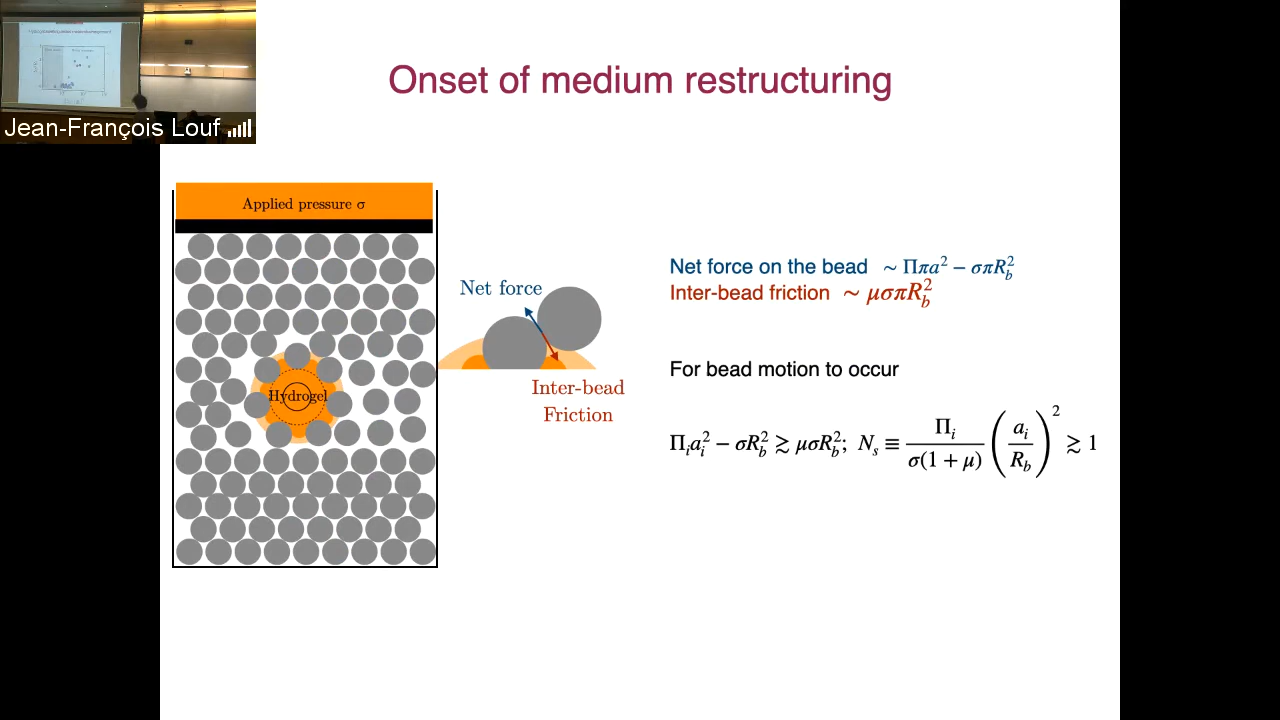 Onset of medium restructuring
Jean-François Louf
Applied pressure σ
Hydrogel
Net force
Inter-bead
Friction
Net force on the bead ~ Ππa² − σπR_b²
Inter-bead friction ~ μσπR_b²
For bead motion to occur
Π_i a_i² − σR_b² ≳ μσR_b²; N_s ≡ Π_i / σ(1 + μ) (a_i / R_b)² ≳ 1